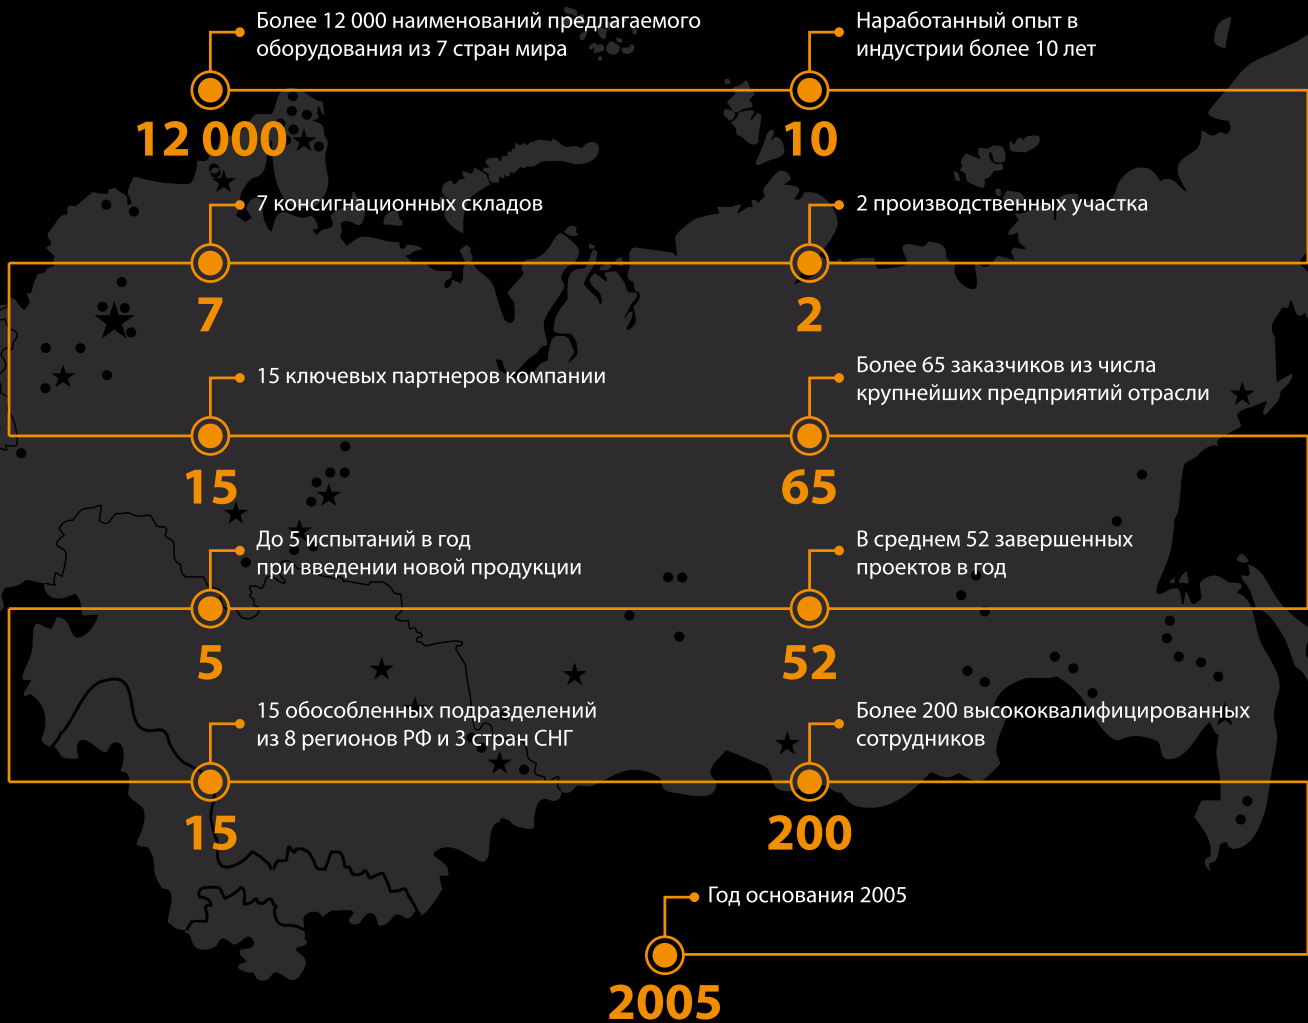 Более 12 000 наименований предлагаемого
оборудования из 7 стран мира
12 000
Наработанный опыт в
индустрии более 10 лет
10
7 консигнационных складов
7
2 производственных участка
2
15 ключевых партнеров компании
15
Более 65 заказчиков из числа
крупнейших предприятий отрасли
65
До 5 испытаний в год
при введении новой продукции
5
В среднем 52 завершенных
проектов в год
52
15 обособленных подразделений
из 8 регионов РФ и 3 стран СНГ
15
Более 200 высококвалифицированных
сотрудников
200
Год основания 2005
2005